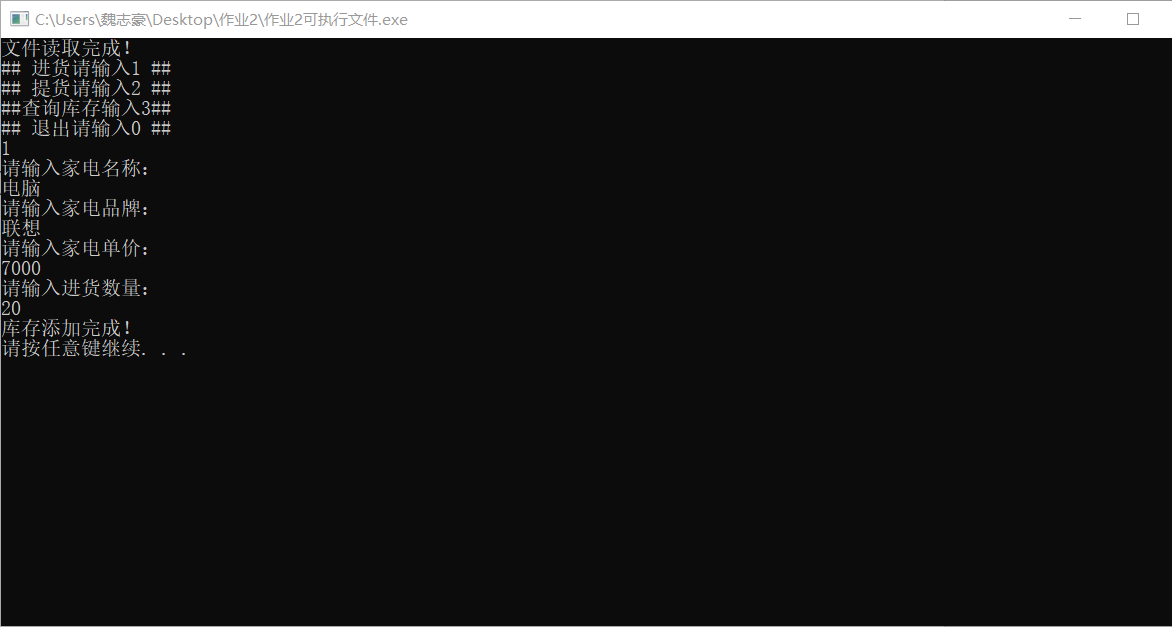 C:\Users\魏志豪\Desktop\作业2\作业2可执行文件.exe
文件读取完成!
## 进货请输入1 ##
## 提货请输入2 ##
##查询库存输入3##
## 退出请输入0 ##
1
请输入家电名称:
电脑
请输入家电品牌:
联想
请输入家电单价:
7000
请输入进货数量:
20
库存添加完成!
请按任意键继续. . .